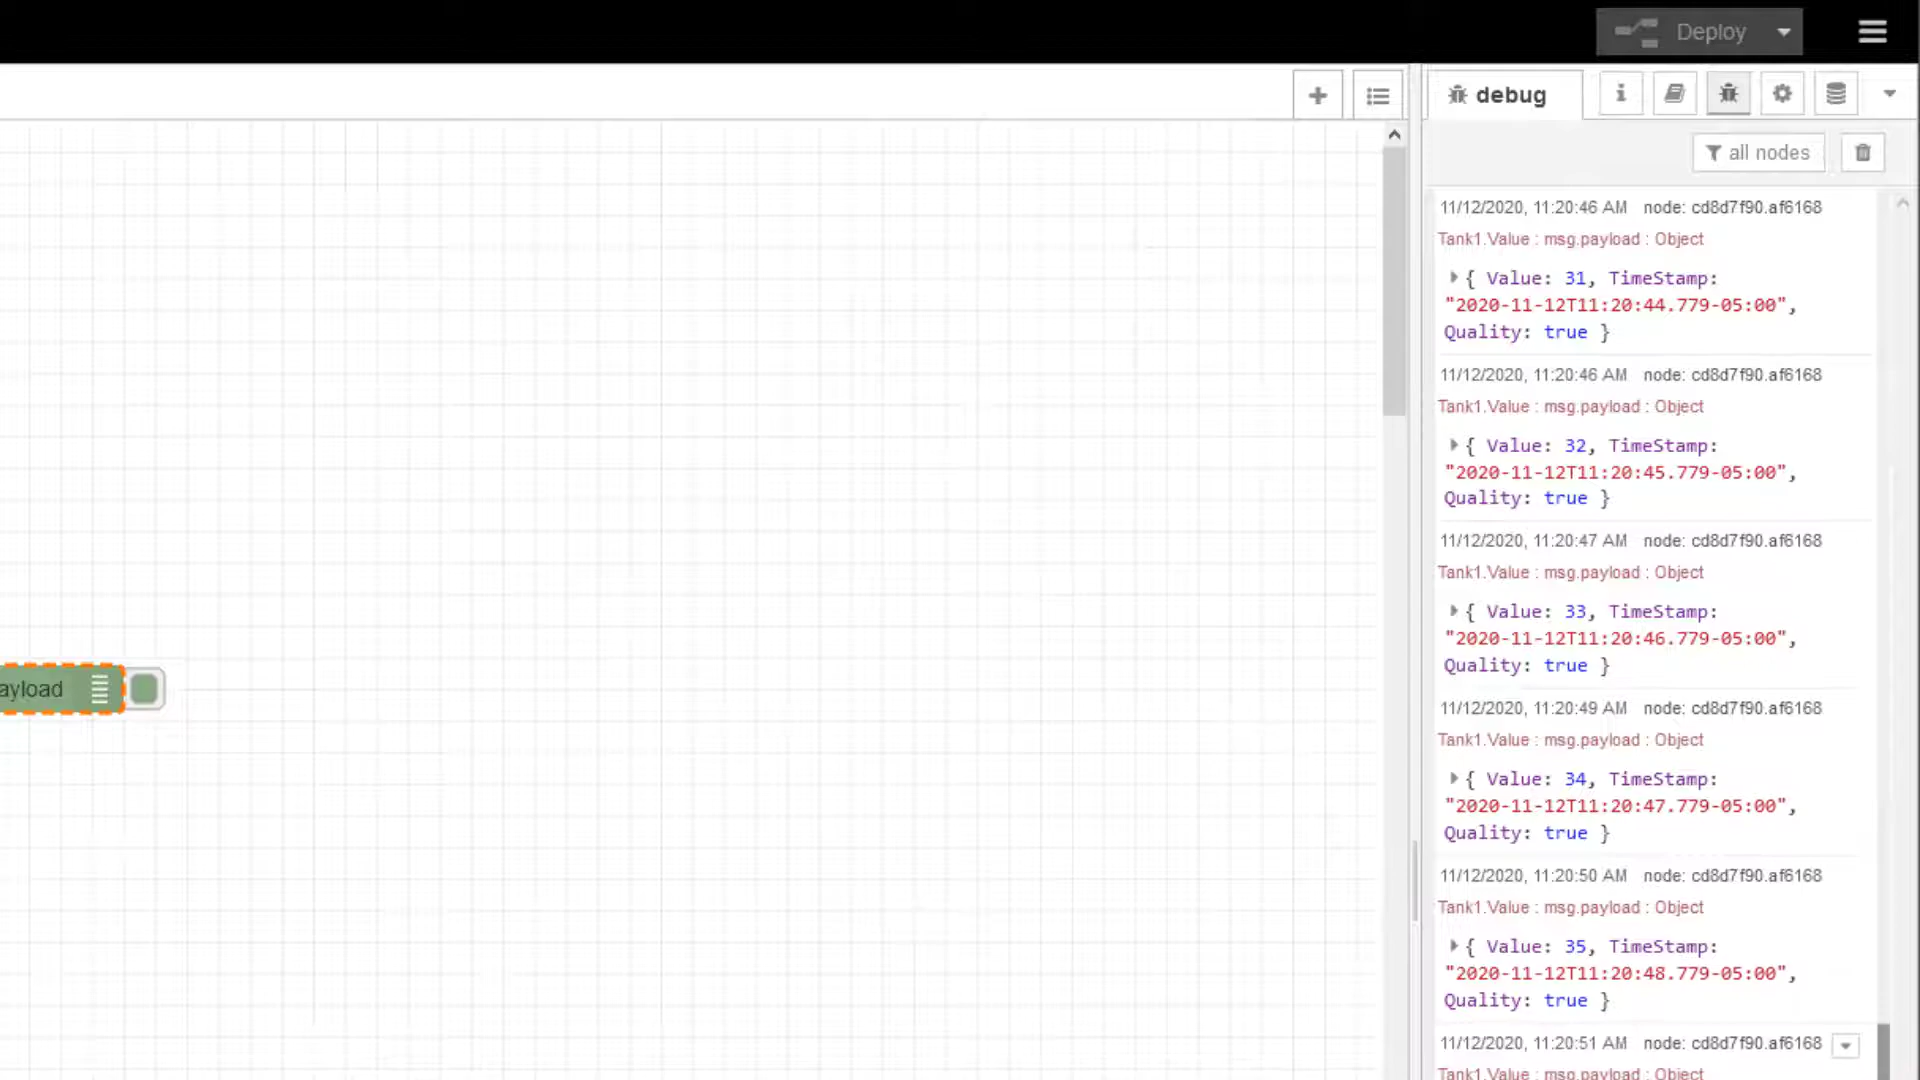 Deploy
debug
all nodes
11/12/2020, 11:20:46 AM node: cd8d7f90.af6168
Tank1.Value : msg.payload : Object
{ Value: 31, TimeStamp:
"2020-11-12T11:20:44.779-05:00",
Quality: true }
11/12/2020, 11:20:46 AM node: cd8d7f90.af6168
Tank1.Value : msg.payload : Object
{ Value: 32, TimeStamp:
"2020-11-12T11:20:45.779-05:00",
Quality: true }
11/12/2020, 11:20:47 AM node: cd8d7f90.af6168
Tank1.Value : msg.payload : Object
{ Value: 33, TimeStamp:
"2020-11-12T11:20:46.779-05:00",
Quality: true }
ayload
11/12/2020, 11:20:49 AM node: cd8d7f90.af6168
Tank1.Value : msg.payload : Object
{ Value: 34, TimeStamp:
"2020-11-12T11:20:47.779-05:00",
Quality: true }
11/12/2020, 11:20:50 AM node: cd8d7f90.af6168
Tank1.Value : msg.payload : Object
{ Value: 35, TimeStamp:
"2020-11-12T11:20:48.779-05:00",
Quality: true }
11/12/2020, 11:20:51 AM node: cd8d7f90.af6168
Tank1.Value : msg.payload : Object